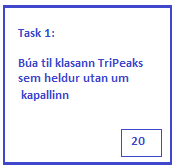 Task 1:
Búa til klasann TriPeaks
sem heldur utan um
kapallinn
20